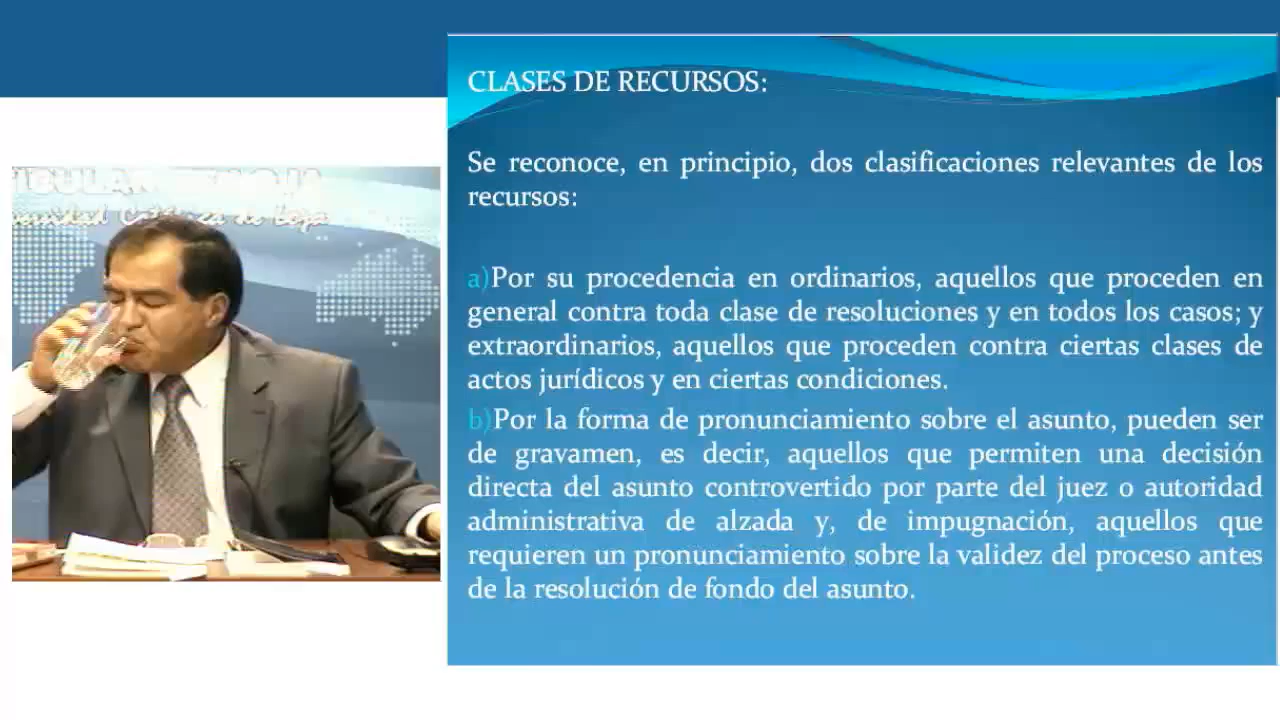 CLASES DE RECURSOS:
Se reconoce, en principio, dos clasificaciones relevantes de los
recursos:
a)Por su procedencia en ordinarios, aquellos que proceden en
general contra toda clase de resoluciones y en todos los casos; y
extraordinarios, aquellos que proceden contra ciertas clases de
actos jurídicos y en ciertas condiciones.
b)Por la forma de pronunciamiento sobre el asunto, pueden ser
de gravamen, es decir, aquellos que permiten una decisión
directa del asunto controvertido por parte del juez o autoridad
administrativa de alzada y, de impugnación, aquellos que
requieren un pronunciamiento sobre la validez del proceso antes
de la resolución de fondo del asunto.
de Loja